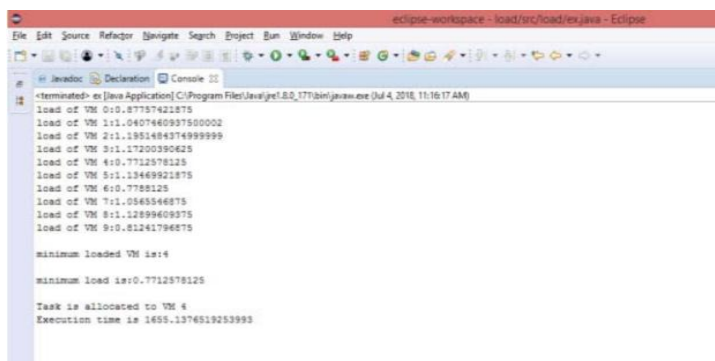 eclipse-workspace - load/src/load/ex.java - Eclipse
File Edit Source Refactor Navigate Search Project Run Window Help
Javadoc Declaration Console
<terminated> ex [Java Application] C:\Program Files\Java\jre1.8.0_171\bin\javaw.exe (Jul 4, 2018, 11:16:17 AM)
load of VM 0:0.87757421875
load of VM 1:1.0407460937500002
load of VM 2:1.1951484374999999
load of VM 3:1.17200390625
load of VM 4:0.7712578125
load of VM 5:1.13469921875
load of VM 6:0.7788125
load of VM 7:1.0565546875
load of VM 8:1.12899609375
load of VM 9:0.81241796875
minimum loaded VM is:4
minimum load is:0.7712578125
Task is allocated to VM 4
Execution time is 1655.1376519253993